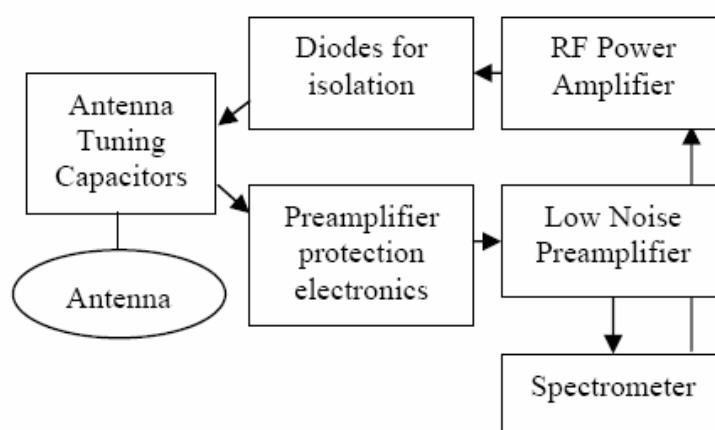 Diodes for
isolation
RF Power
Amplifier
Antenna
Tuning
Capacitors
Preamplifier
protection
electronics
Low Noise
Preamplifier
Antenna
Spectrometer